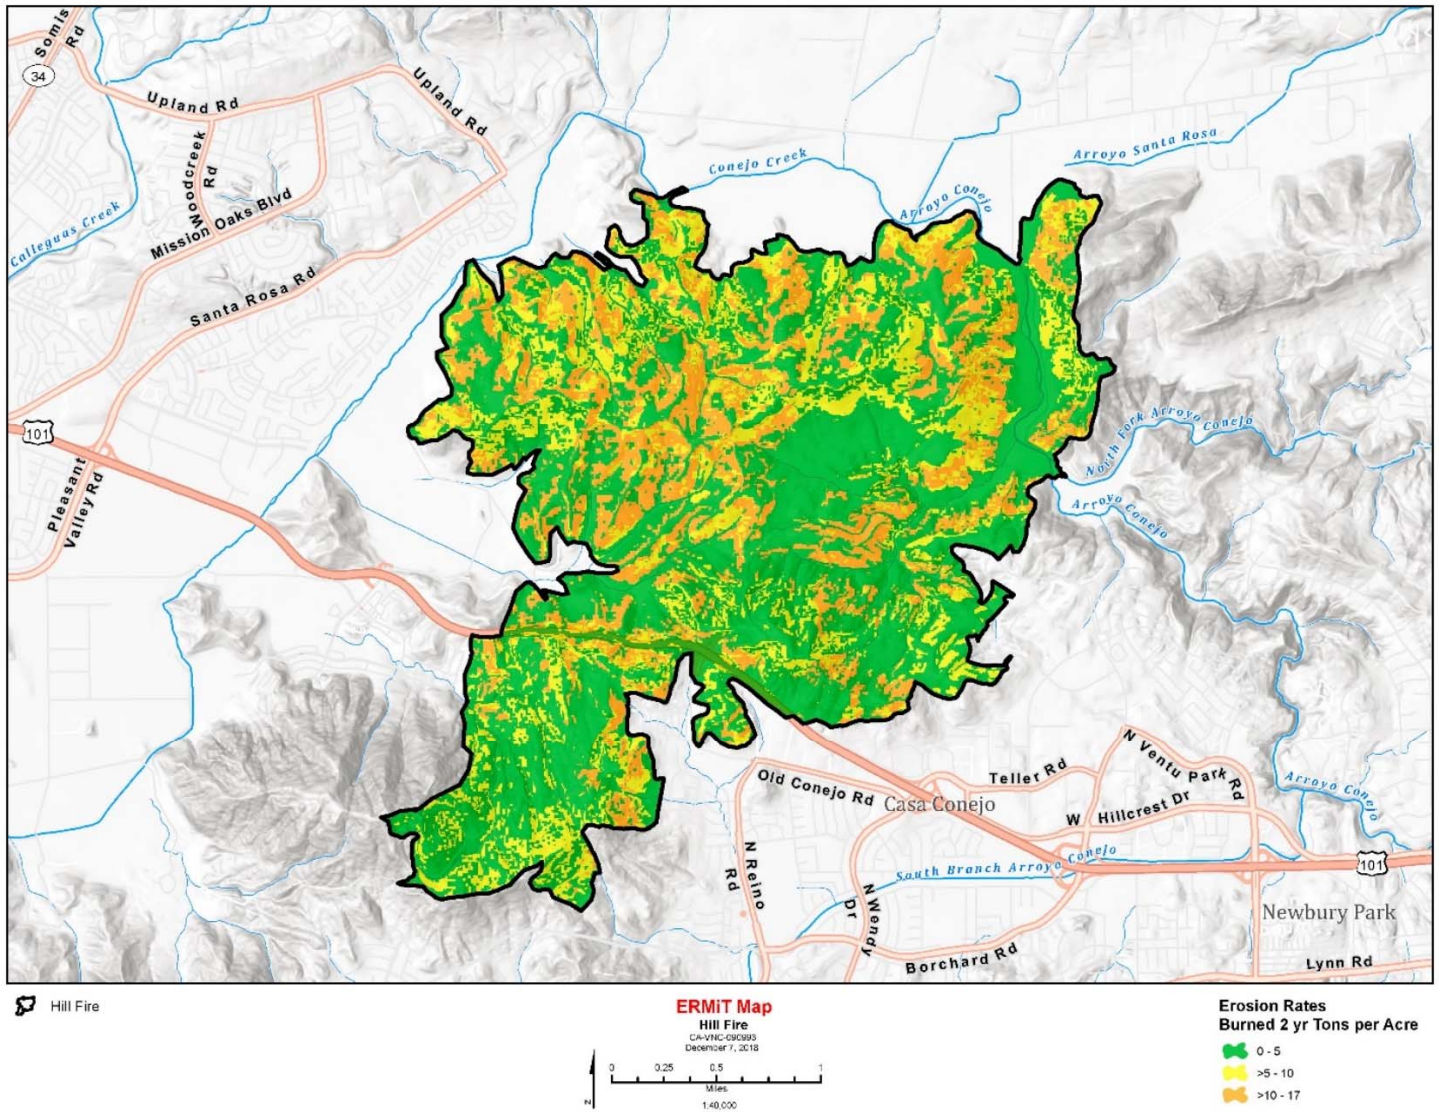 Somis
Rd
34
Upland Rd
Upland Rd
Woodcreek
Rd
Mission Oaks Blvd
Calleguas Creek
Santa Rosa Rd
Conejo Creek
Arroyo Santa Rosa
Arroyo Conejo
101
Pleasant
Valley Rd
North Fork Arroyo Conejo
Arroyo Conejo
Old Conejo Rd
Casa Conejo
Teller Rd
N Ventu Park Rd
W Hillcrest Dr
Arroyo Conejo
South Branch Arroyo Conejo
101
N Reino
Rd
N Wendy
Dr
Borchard Rd
Newbury Park
Lynn Rd
Hill Fire
ERMiT Map
Hill Fire
CA-VNC-090993
December 7, 2018
N
0 0.25 0.5 1
Miles
1:40,000
Erosion Rates
Burned 2 yr Tons per Acre
0 - 5
>5 - 10
>10 - 17